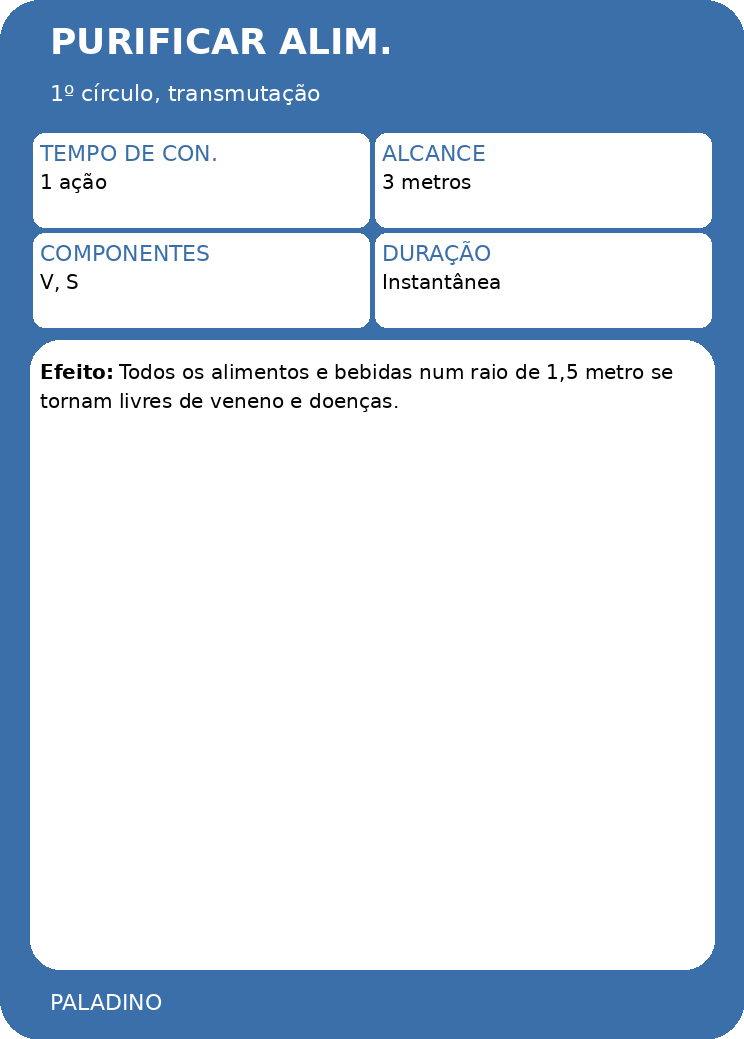 PURIFICAR ALIM.
1º círculo, transmutação
TEMPO DE CON.
1 ação
ALCANCE
3 metros
COMPONENTES
V, S
DURAÇÃO
Instantânea
Efeito: Todos os alimentos e bebidas num raio de 1,5 metro se
tornam livres de veneno e doenças.
PALADINO